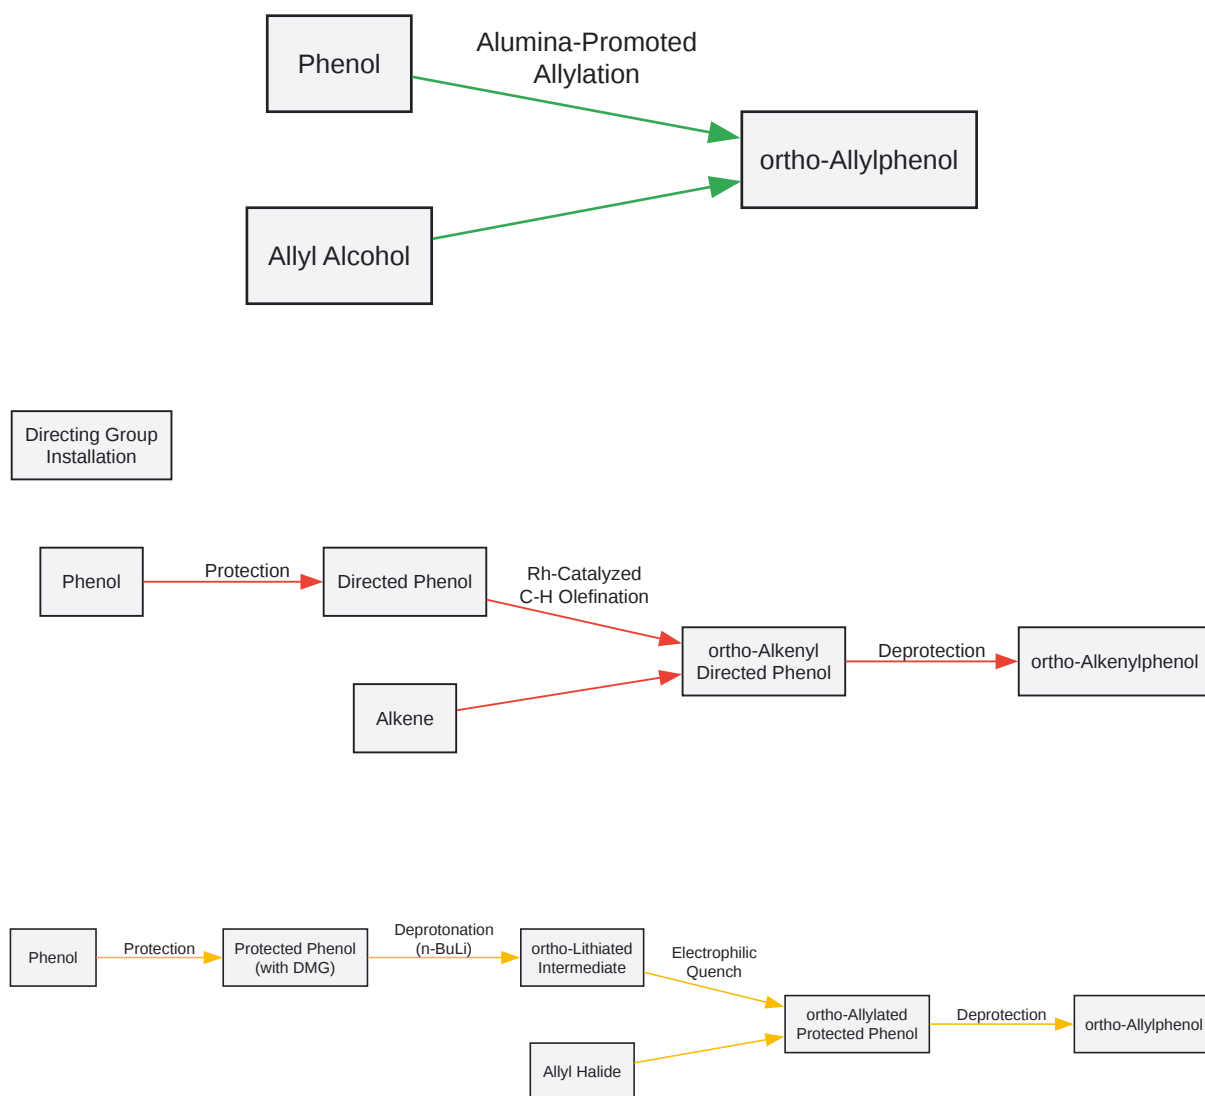 Phenol
Alumina-Promoted
Allylation
ortho-Allylphenol
Allyl Alcohol
Directing Group
Installation
Phenol
Protection
Directed Phenol
Rh-Catalyzed
C-H Olefination
Alkene
ortho-Alkenyl
Directed Phenol
Deprotection
ortho-Alkenylphenol
Phenol
Protection
Protected Phenol
(with DMG)
Deprotonation
(n-BuLi)
ortho-Lithiated
Intermediate
Electrophilic
Quench
Allyl Halide
ortho-Allylated
Protected Phenol
Deprotection
ortho-Allylphenol